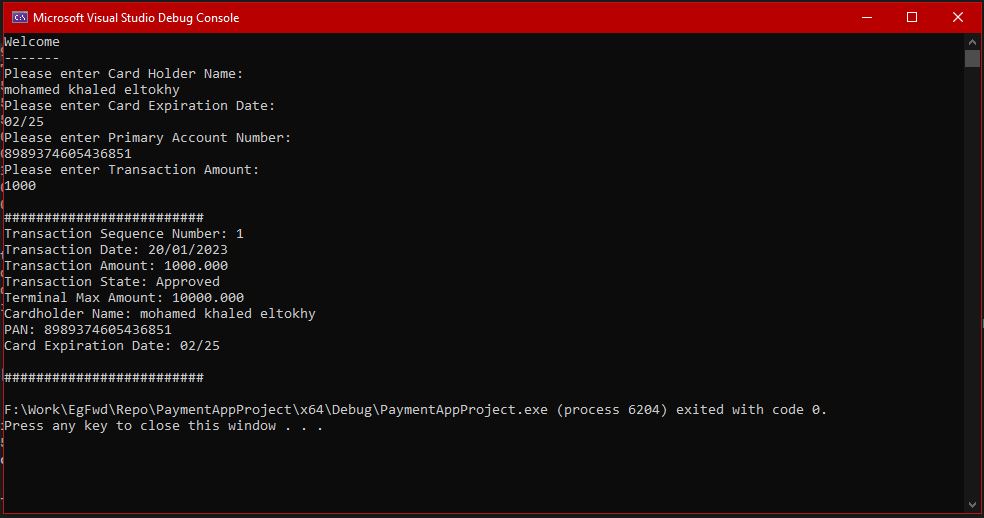 Microsoft Visual Studio Debug Console
Welcome
-------
Please enter Card Holder Name:
mohamed khaled eltokhy
Please enter Card Expiration Date:
02/25
Please enter Primary Account Number:
8989374605436851
Please enter Transaction Amount:
1000
#########################
Transaction Sequence Number: 1
Transaction Date: 20/01/2023
Transaction Amount: 1000.000
Transaction State: Approved
Terminal Max Amount: 10000.000
Cardholder Name: mohamed khaled eltokhy
PAN: 8989374605436851
Card Expiration Date: 02/25
#########################
F:\Work\EgFwd\Repo\PaymentAppProject\x64\Debug\PaymentAppProject.exe (process 6204) exited with code 0.
Press any key to close this window . . .